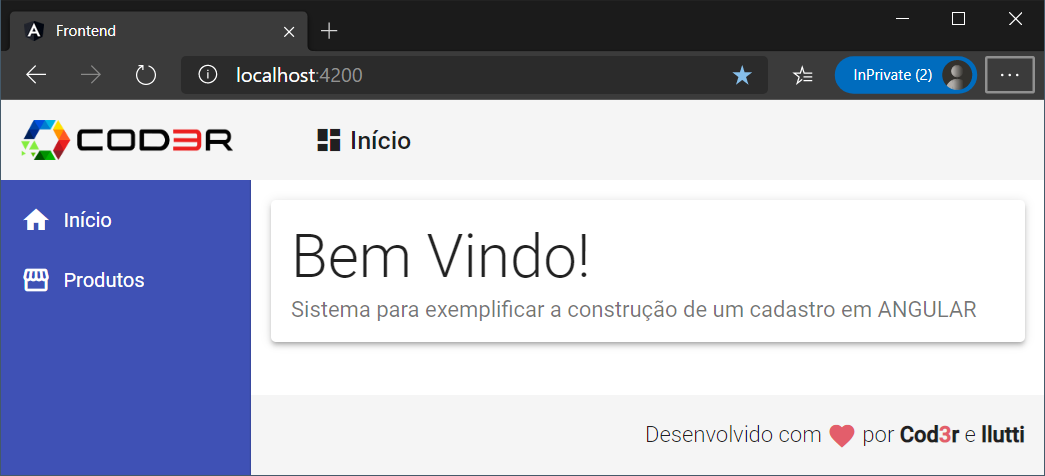 Frontend
localhost:4200
InPrivate (2)
COD3R
Início
Início
Produtos
Bem Vindo!
Sistema para exemplificar a construção de um cadastro em ANGULAR
Desenvolvido com por Cod3r e llutti